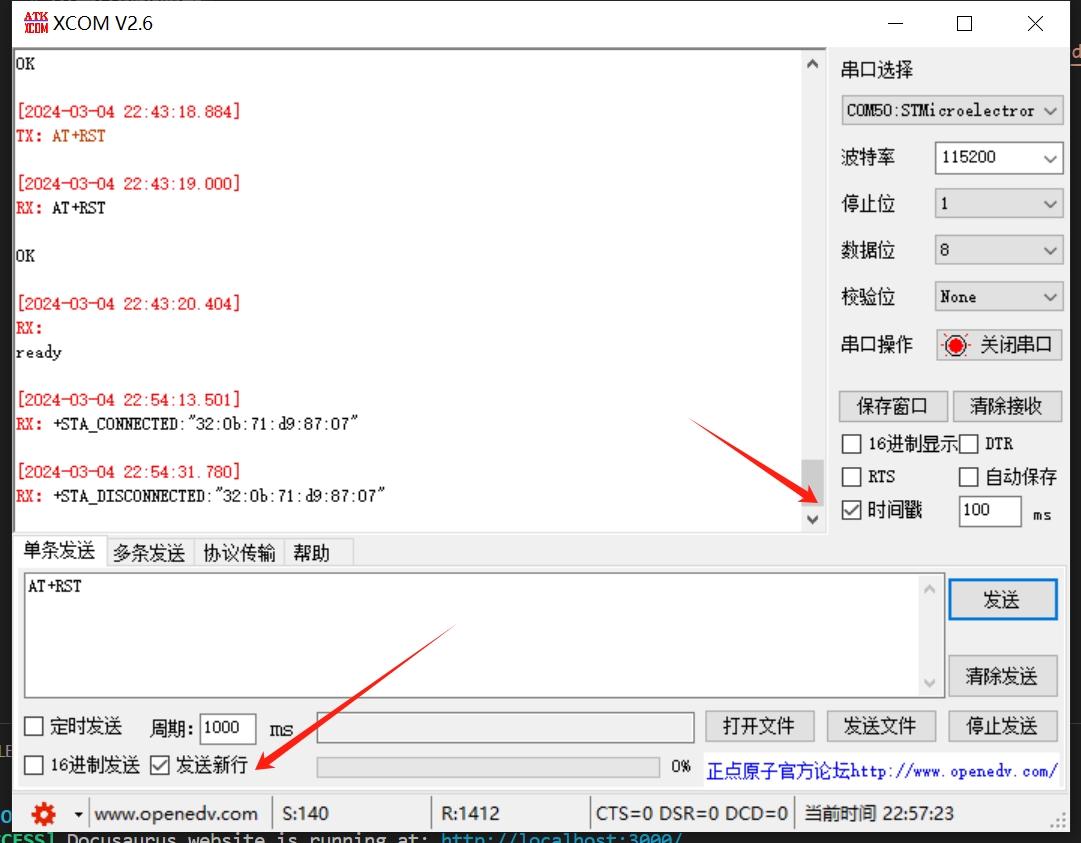 ATK
XCOM
XCOM V2.6
OK
[2024-03-04 22:43:18.884]
TX: AT+RST
[2024-03-04 22:43:19.000]
RX: AT+RST
OK
[2024-03-04 22:43:20.404]
RX:
ready
[2024-03-04 22:54:13.501]
RX: +STA_CONNECTED:"32:0b:71:d9:87:07"
[2024-03-04 22:54:31.780]
RX: +STA_DISCONNECTED:"32:0b:71:d9:87:07"
串口选择
COM50:STMicroelectror
波特率 115200
停止位 1
数据位 8
校验位 None
串口操作 关闭串口
保存窗口 清除接收
16进制显示 DTR
RTS 自动保存
时间戳 100 ms
单条发送 多条发送 协议传输 帮助
AT+RST
发送
清除发送
定时发送 周期: 1000 ms 打开文件 发送文件 停止发送
16进制发送 发送新行 0% 正点原子官方论坛http://www.openedv.com/
www.openedv.com S:140 R:1412 CTS=0 DSR=0 DCD=0 当前时间 22:57:23
CESS] Docusaurus website is running at: http://localhost:3000/